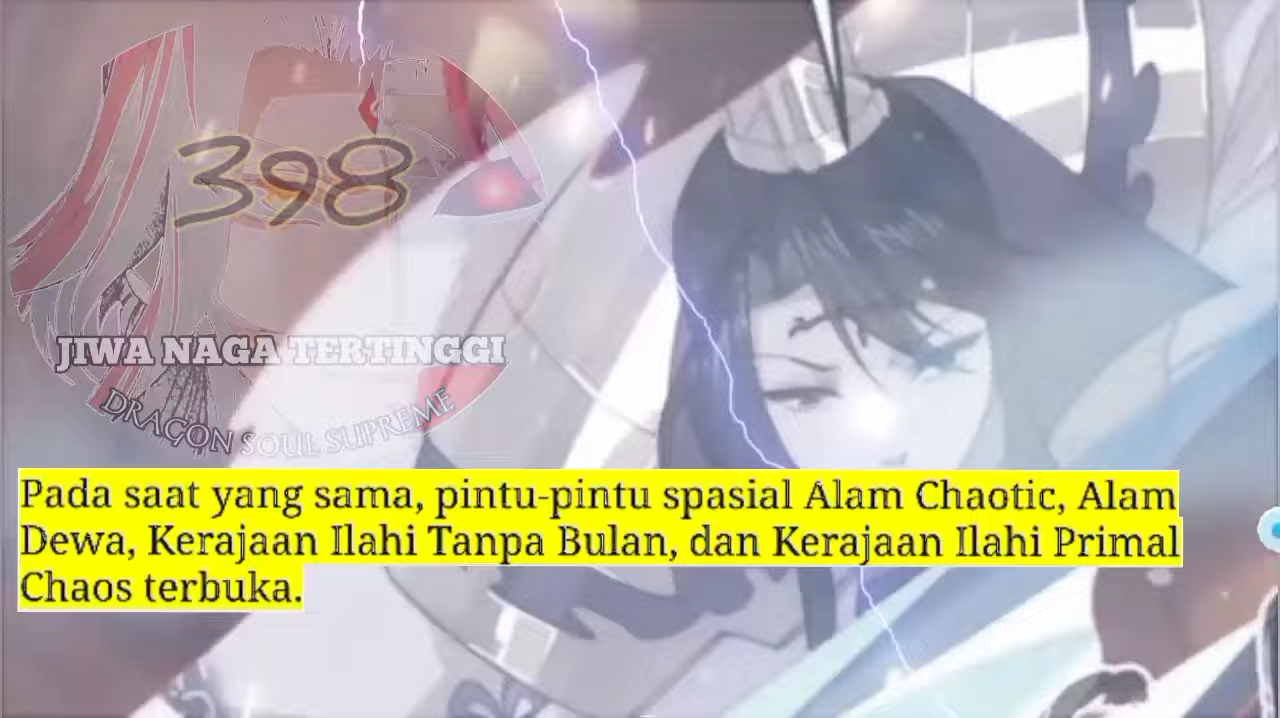 398
JIWA NAGA TERTINGGI
DRAGON SOUL SUPREME
Pada saat yang sama, pintu-pintu spasial Alam Chaotic, Alam
Dewa, Kerajaan Ilahi Tanpa Bulan, dan Kerajaan Ilahi Primal
Chaos terbuka.